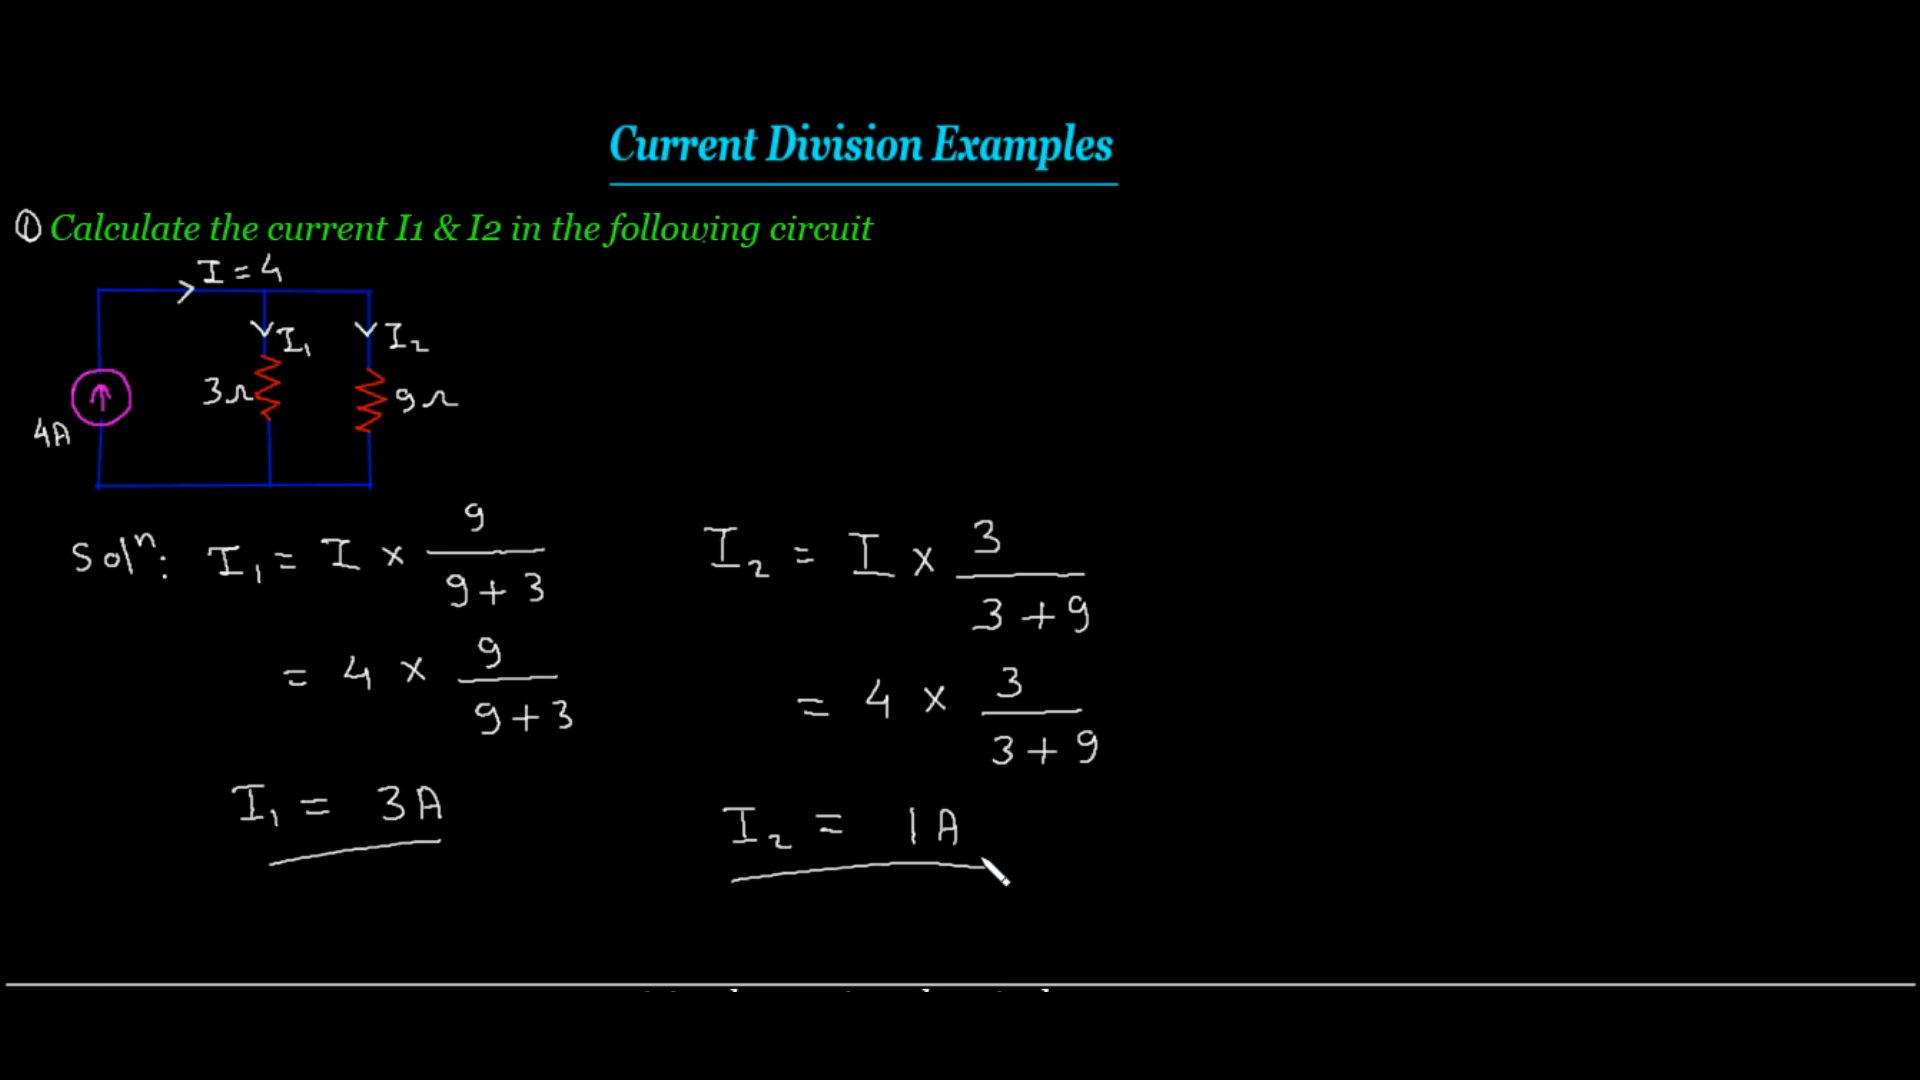 Current Division Examples
① Calculate the current I1 & I2 in the following circuit
I = 4
I₁
I₂
3Ω
9Ω
4A
Solⁿ: I₁ = I × 9/(9+3)
= 4 × 9/(9+3)
I₁ = 3A
I₂ = I × 3/(3+9)
= 4 × 3/(3+9)
I₂ = 1A